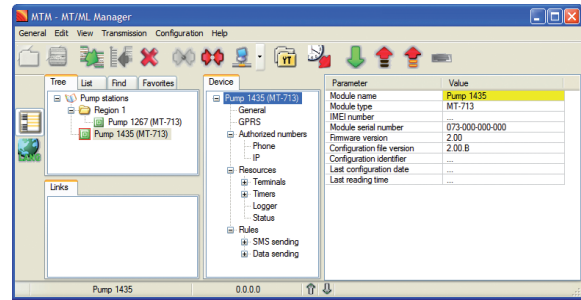 MTM - MT/ML Manager
General Edit View Transmission Configuration Help
YT
Tree List Find Favorites
Pump stations
Region 1
Pump 1267 (MT-713)
Pump 1435 (MT-713)
Links
Device
Pump 1435 (MT-713)
General
GPRS
Authorized numbers
Phone
IP
Resources
Terminals
Timers
Logger
Status
Rules
SMS sending
Data sending
Parameter Value
Module name Pump 1435
Module type MT-713
IMEI number ...
Module serial number 073-000-000-000
Firmware version 2.00
Configuration file version 2.00.B
Configuration identifier ...
Last configuration date ...
Last reading time ...
Pump 1435 0.0.0.0